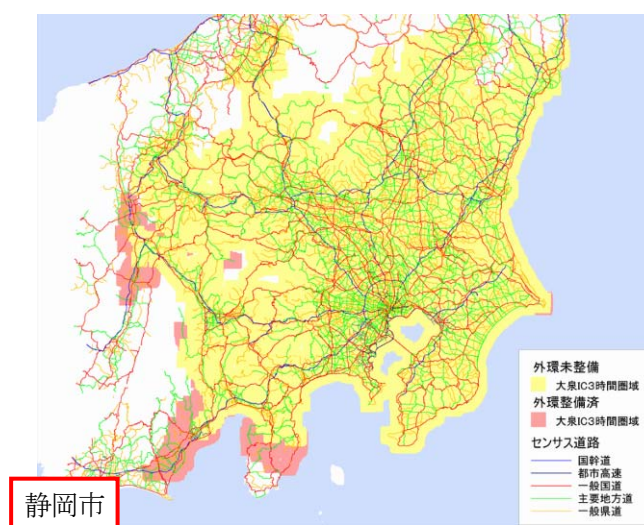 外環未整備
大泉IC3時間圏域
外環整備済
大泉IC3時間圏域
センサス道路
国幹道
都市高速
一般国道
主要地方道
一般県道
静岡市